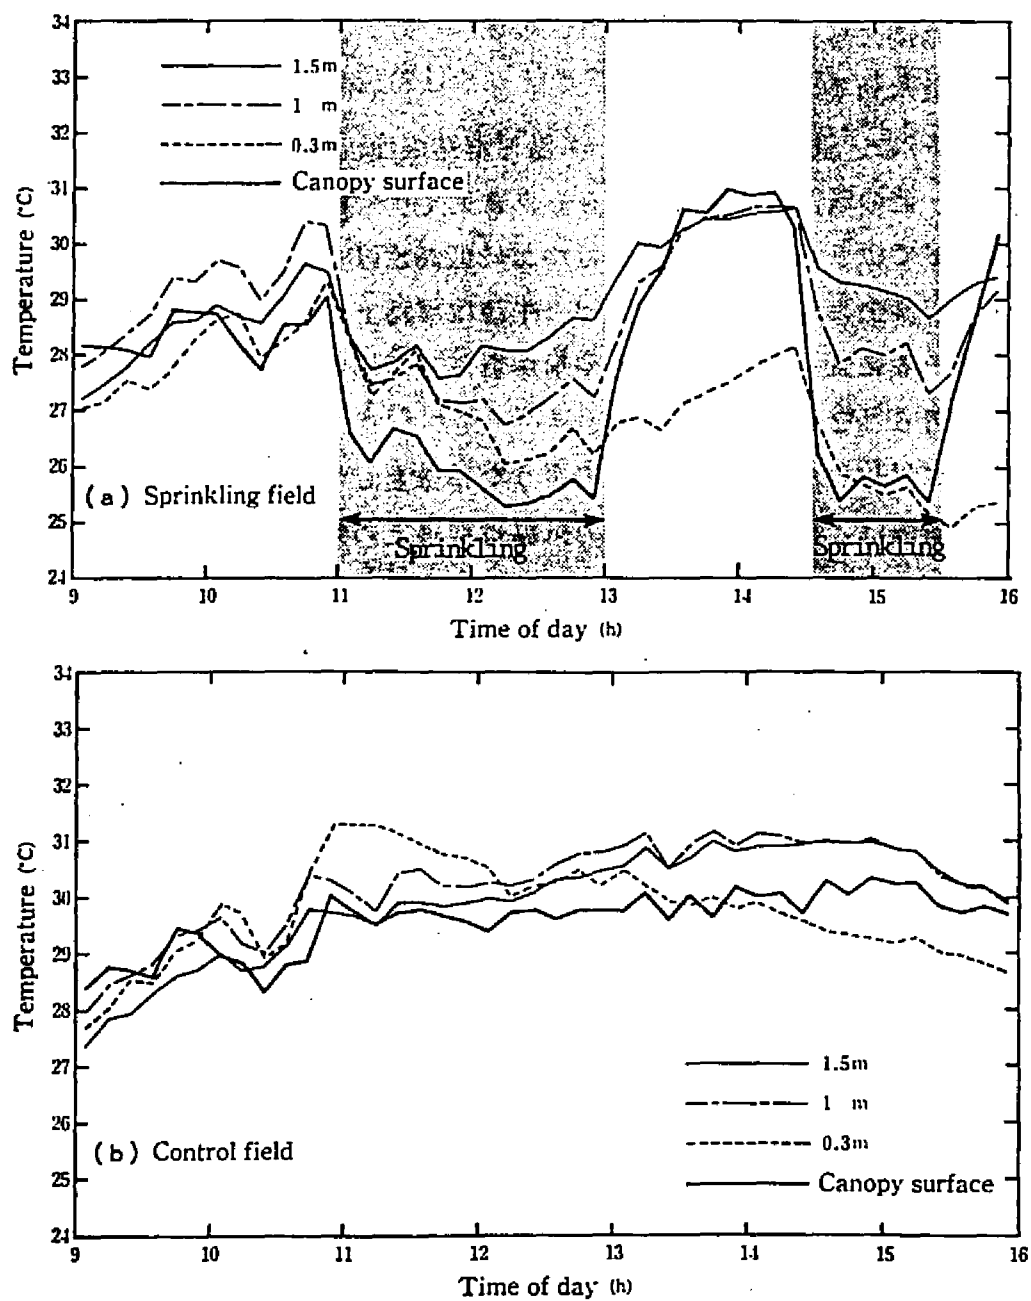 34
33
32
31
30
29
28
27
26
25
24
Temperature (°C)
1.5m
1 m
0.3m
Canopy surface
(a) Sprinkling field
Sprinkling
Sprinkling
9 10 11 12 13 14 15 16
Time of day (h)
34
33
32
31
30
29
28
27
26
25
24
Temperature (°C)
1.5m
1 m
0.3m
Canopy surface
(b) Control field
9 10 11 12 13 14 15 16
Time of day (h)